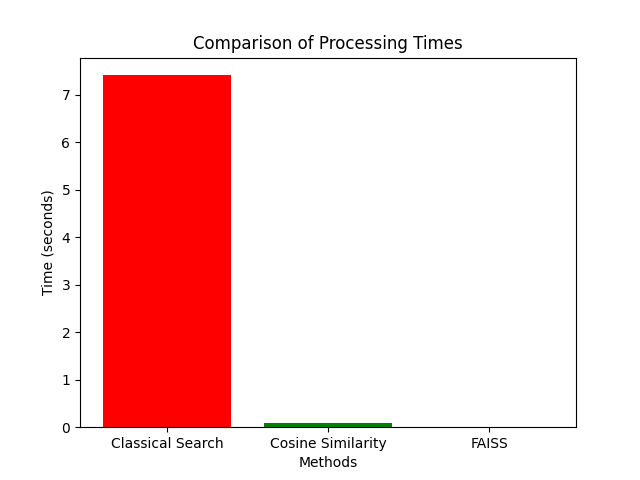 Comparison of Processing Times
Time (seconds)
7
6
5
4
3
2
1
0
Classical Search Cosine Similarity FAISS
Methods